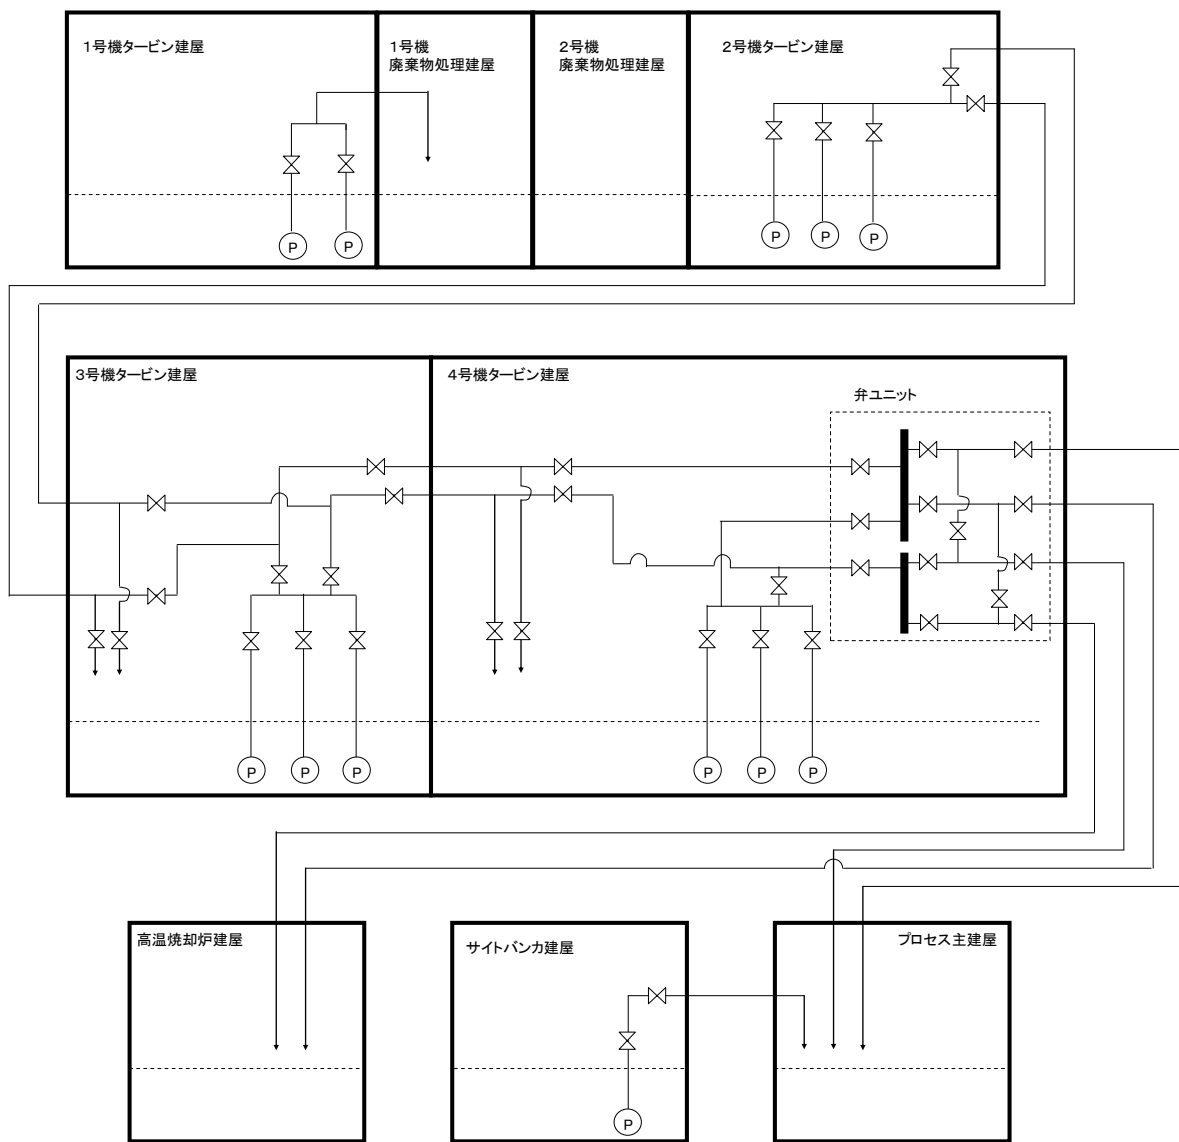 1号機タービン建屋
1号機
廃棄物処理建屋
2号機
廃棄物処理建屋
2号機タービン建屋
P
P
P
P
P
3号機タービン建屋
4号機タービン建屋
弁ユニット
P
P
P
P
P
P
高温焼却炉建屋
サイトバンカ建屋
プロセス主建屋
P